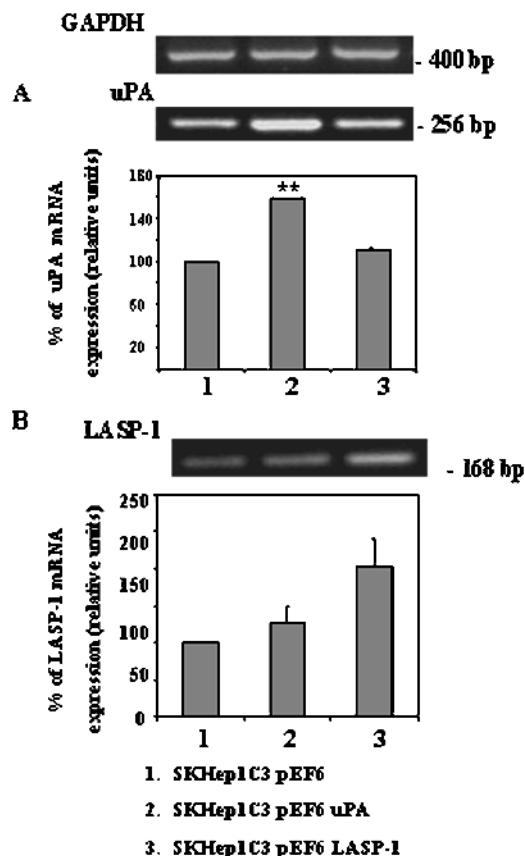 GAPDH
- 400 bp
A
uPA
- 256 bp
% of uPA mRNA
expression (relative units)
180
140
100
60
20
**
1 2 3
B
LASP-1
- 168 bp
% of LASP-1 mRNA
expression (relative units)
250
200
150
100
50
0
1 2 3
1. SKHep1C3 pEF6
2. SKHep1C3 pEF6 uPA
3. SKHep1C3 pEF6 LASP-1